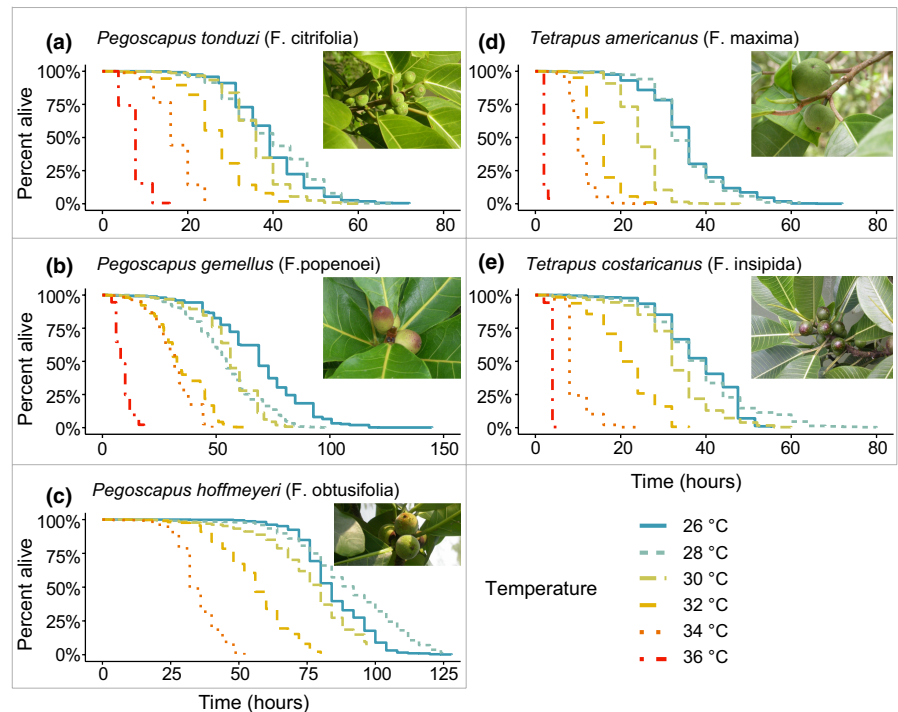 (a) Pegoscapus tonduzi (F. citrifolia)
100%
75%
50%
25%
0%
Percent alive
0 20 40 60 80
(b) Pegoscapus gemellus (F.popenoei)
100%
75%
50%
25%
0%
Percent alive
0 50 100 150
(c) Pegoscapus hoffmeyeri (F. obtusifolia)
100%
75%
50%
25%
0%
Percent alive
0 25 50 75 100 125
Time (hours)
(d) Tetrapus americanus (F. maxima)
100%
75%
50%
25%
0%
0 20 40 60 80
(e) Tetrapus costaricanus (F. insipida)
100%
75%
50%
25%
0%
0 20 40 60 80
Time (hours)
Temperature
26 °C
28 °C
30 °C
32 °C
34 °C
36 °C